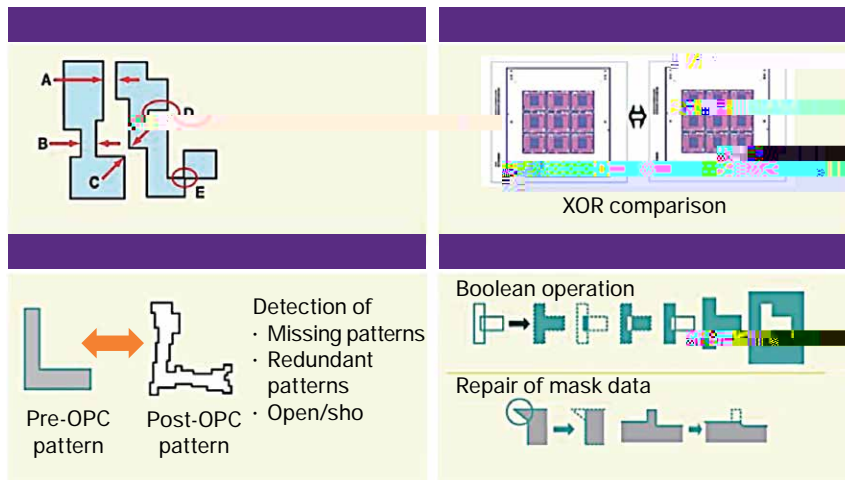 A
B
C
D
E
XOR comparison
Detection of
· Missing patterns
· Redundant
patterns
· Open/sho
Pre-OPC
pattern
Post-OPC
pattern
Boolean operation
Repair of mask data